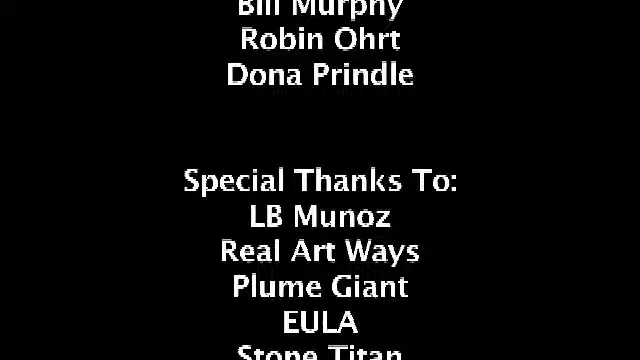 Bill Murphy
Robin Ohrt
Dona Prindle
Special Thanks To:
LB Munoz
Real Art Ways
Plume Giant
EULA
Stone Titan